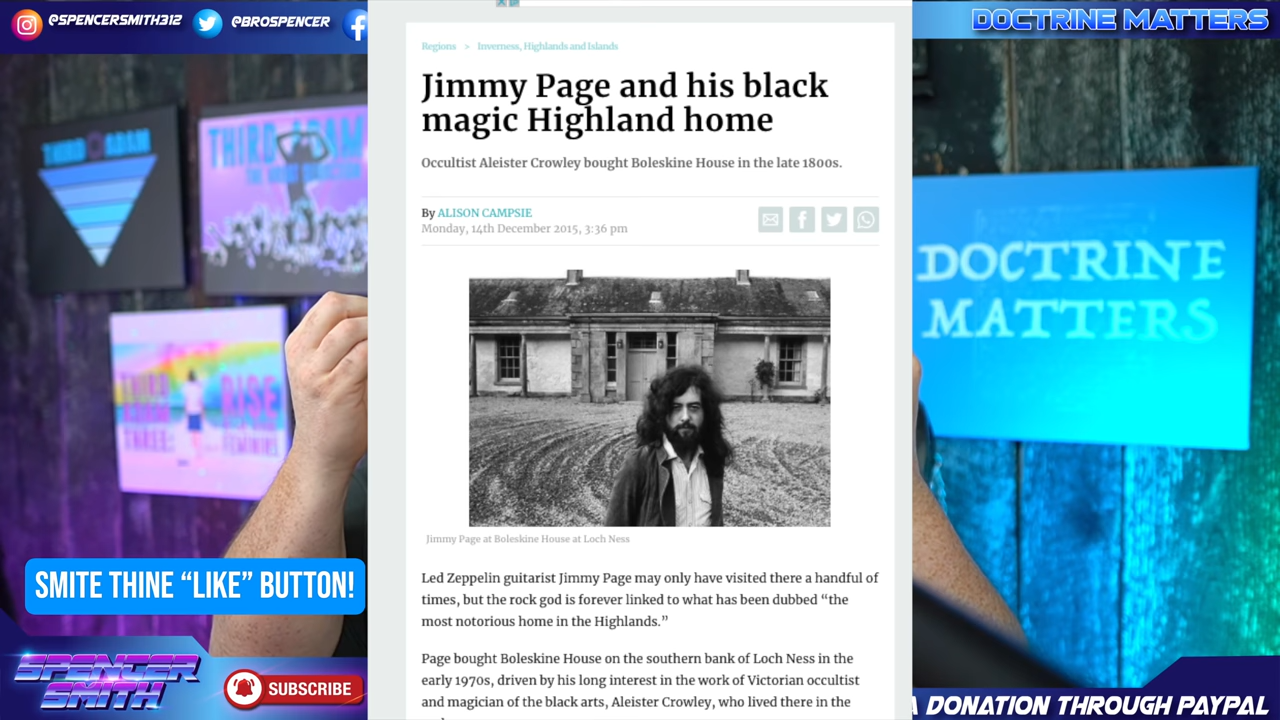 @SPENCERSMITH312
@BROSPENCER
DOCTRINE MATTERS
Regions > Inverness, Highlands and Islands
Jimmy Page and his black
magic Highland home
Occultist Aleister Crowley bought Boleskine House in the late 1800s.
By ALISON CAMPSIE
Monday, 14th December 2015, 3:36 pm
Jimmy Page at Boleskine House at Loch Ness
Led Zeppelin guitarist Jimmy Page may only have visited there a handful of
times, but the rock god is forever linked to what has been dubbed “the
most notorious home in the Highlands.”
Page bought Boleskine House on the southern bank of Loch Ness in the
early 1970s, driven by his long interest in the work of Victorian occultist
and magician of the black arts, Aleister Crowley, who lived there in the
THIRD ADAM
THIRD ADAM
THIRD
RISE
DOCTRINE
MATTERS
SMITE THINE “LIKE” BUTTON!
SPENCER
SMITH
SUBSCRIBE
A DONATION THROUGH PAYPAL